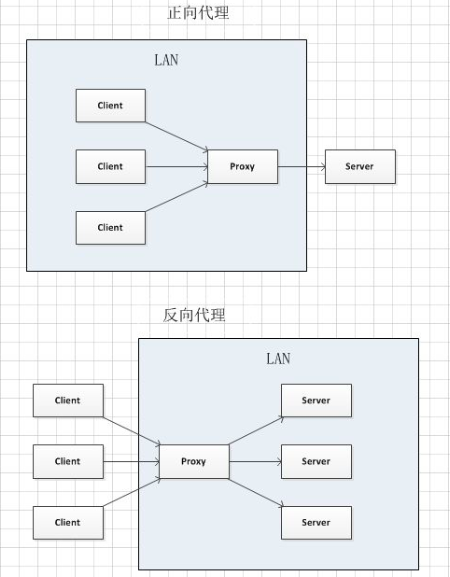 正向代理
LAN
Client
Client
Proxy
Server
Client
反向代理
LAN
Client
Server
Client
Proxy
Server
Client
Server